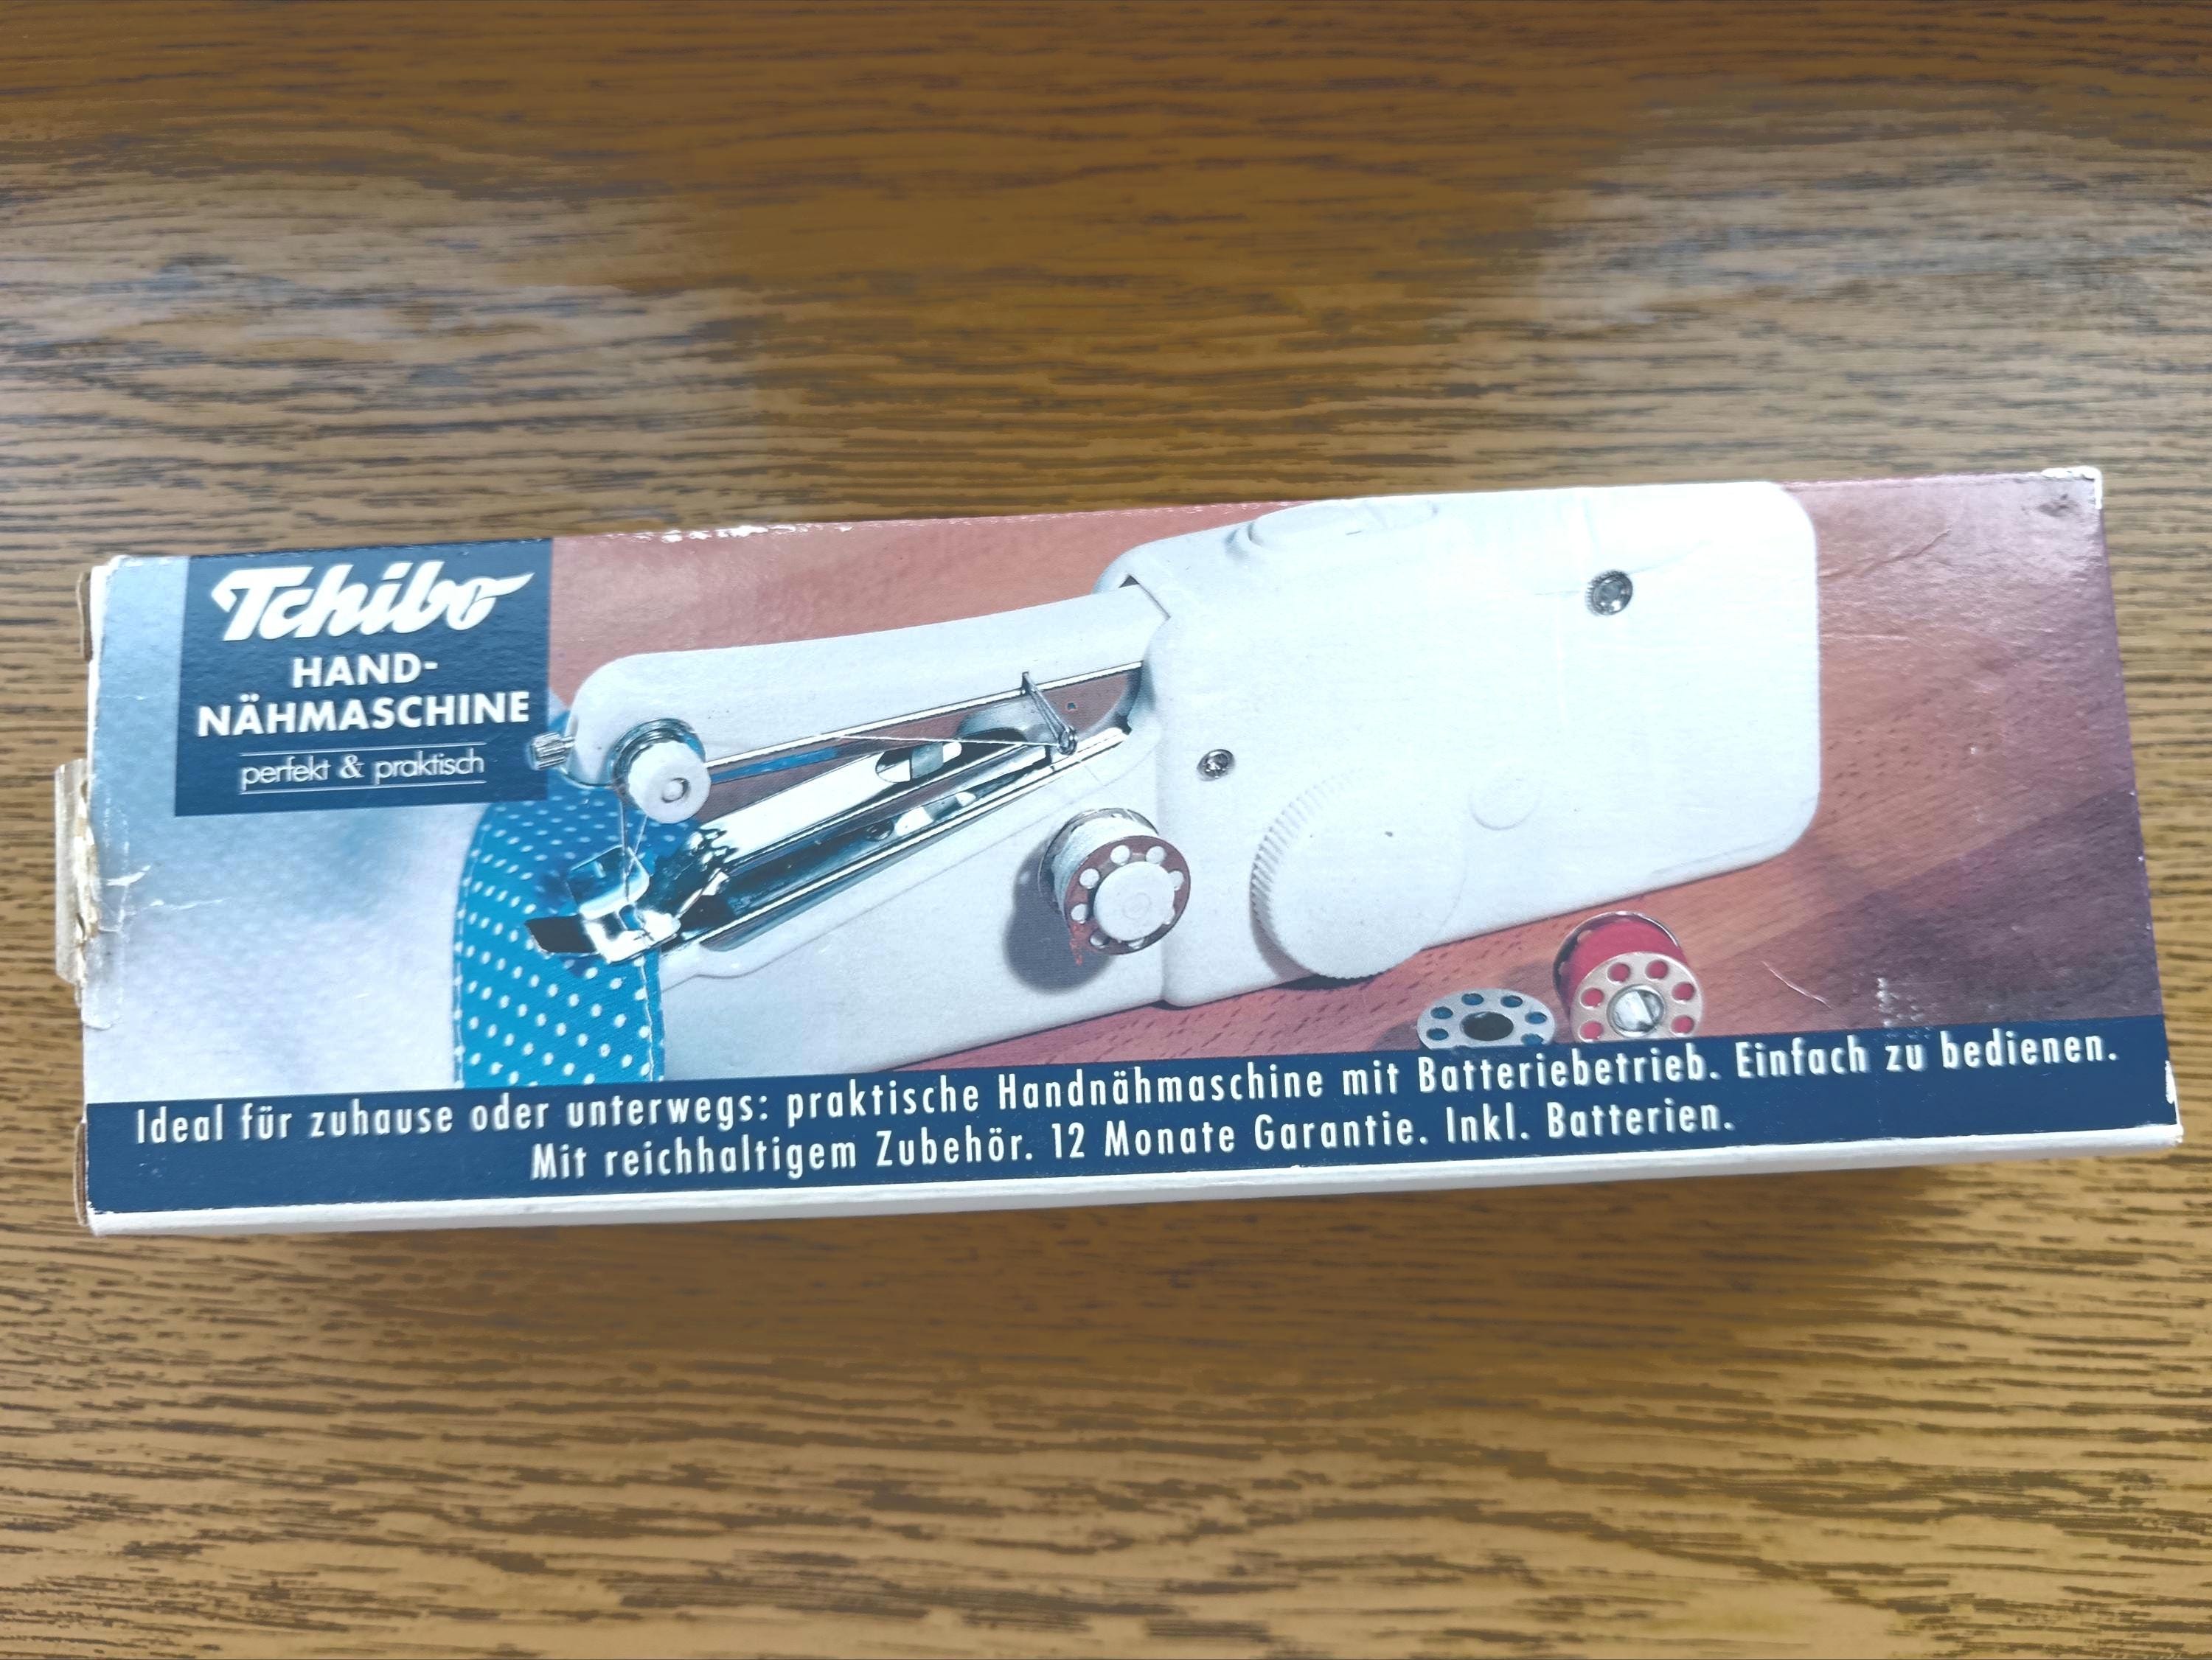 Tchibo
HAND-
NÄHMASCHINE
perfekt & praktisch
Ideal für zuhause oder unterwegs: praktische Handnähmaschine mit Batteriebetrieb. Einfach zu bedienen.
Mit reichhaltigem Zubehör. 12 Monate Garantie. Inkl. Batterien.